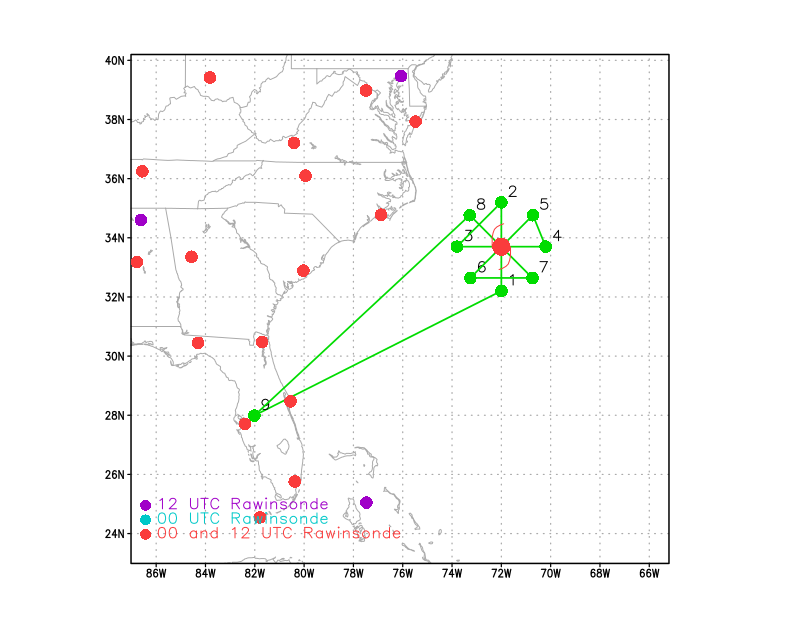 40N
38N
36N
34N
32N
30N
28N
26N
24N
2
8
5
3
4
6
7
1
9
12 UTC Rawinsonde
00 UTC Rawinsonde
00 and 12 UTC Rawinsonde
86W 84W 82W 80W 78W 76W 74W 72W 70W 68W 66W